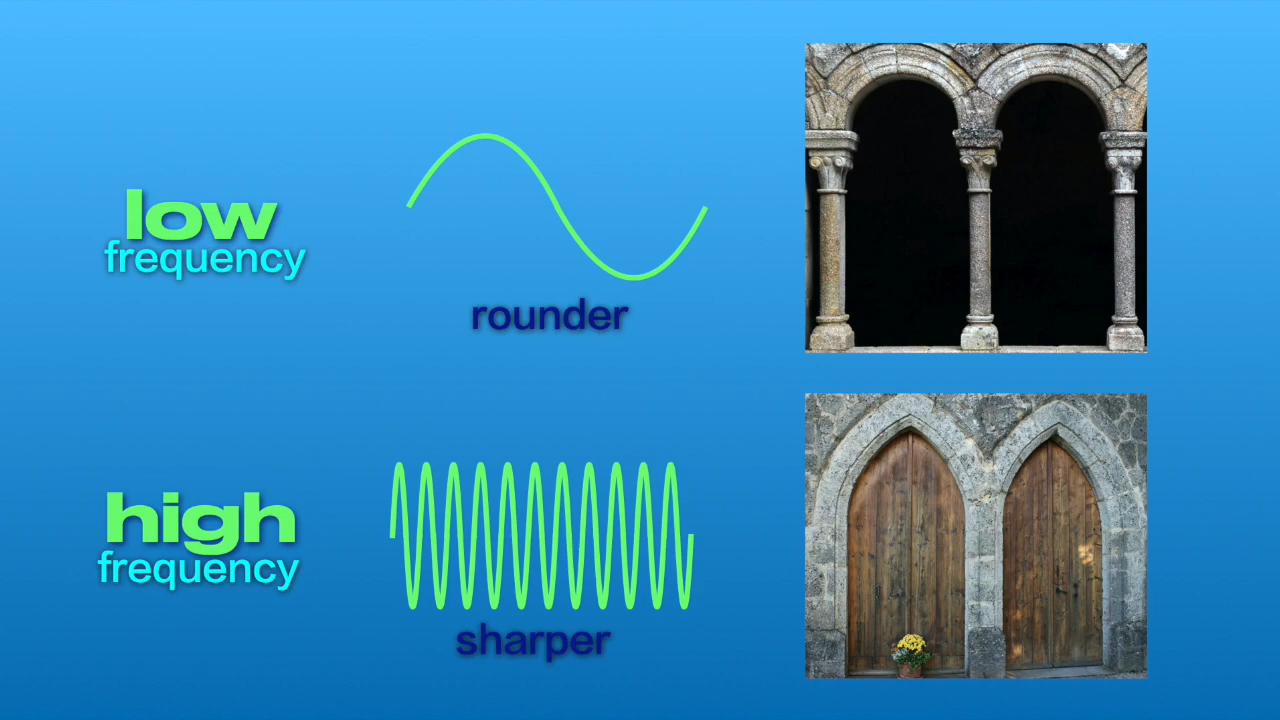 low
frequency
rounder
high
frequency
sharper